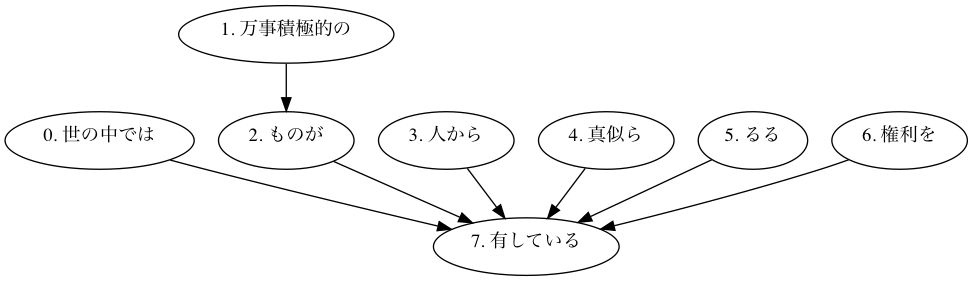 1. 万事積極的の
0. 世の中では
2. ものが
3. 人から
4. 真似ら
5. るる
6. 権利を
7. 有している